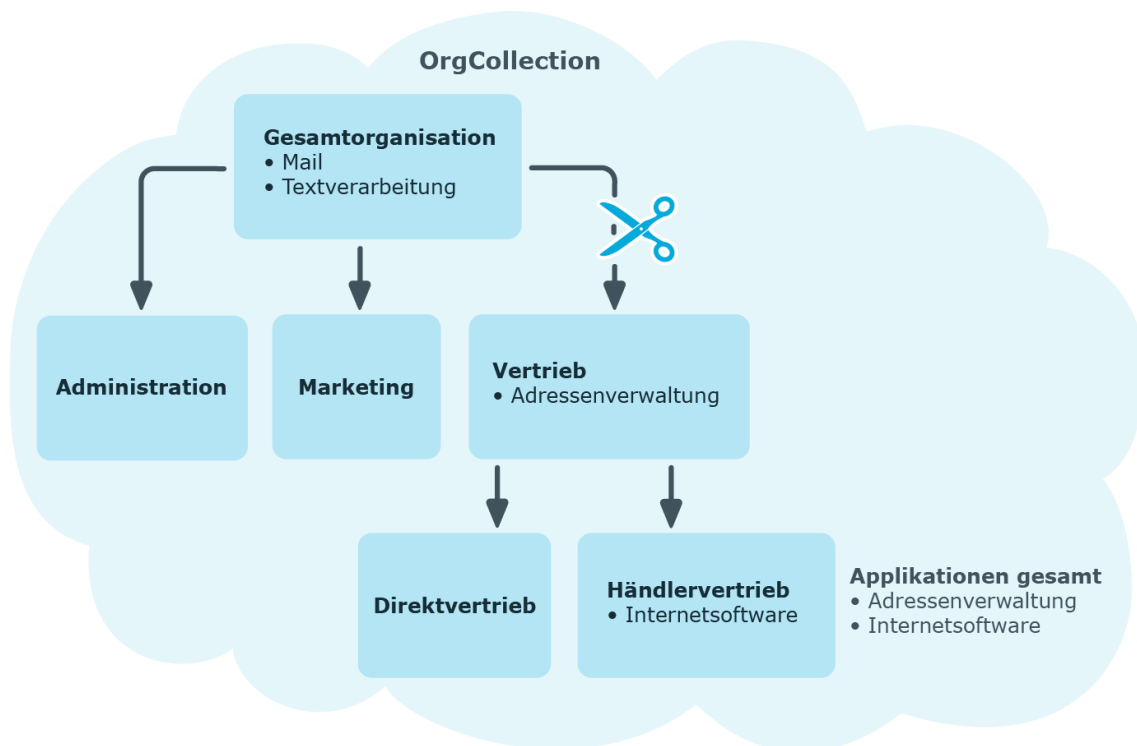 OrgCollection
Gesamtorganisation
• Mail
• Textverarbeitung
Administration
Marketing
Vertrieb
• Adressenverwaltung
Direktvertrieb
Händlervertrieb
• Internetsoftware
Applikationen gesamt
• Adressenverwaltung
• Internetsoftware